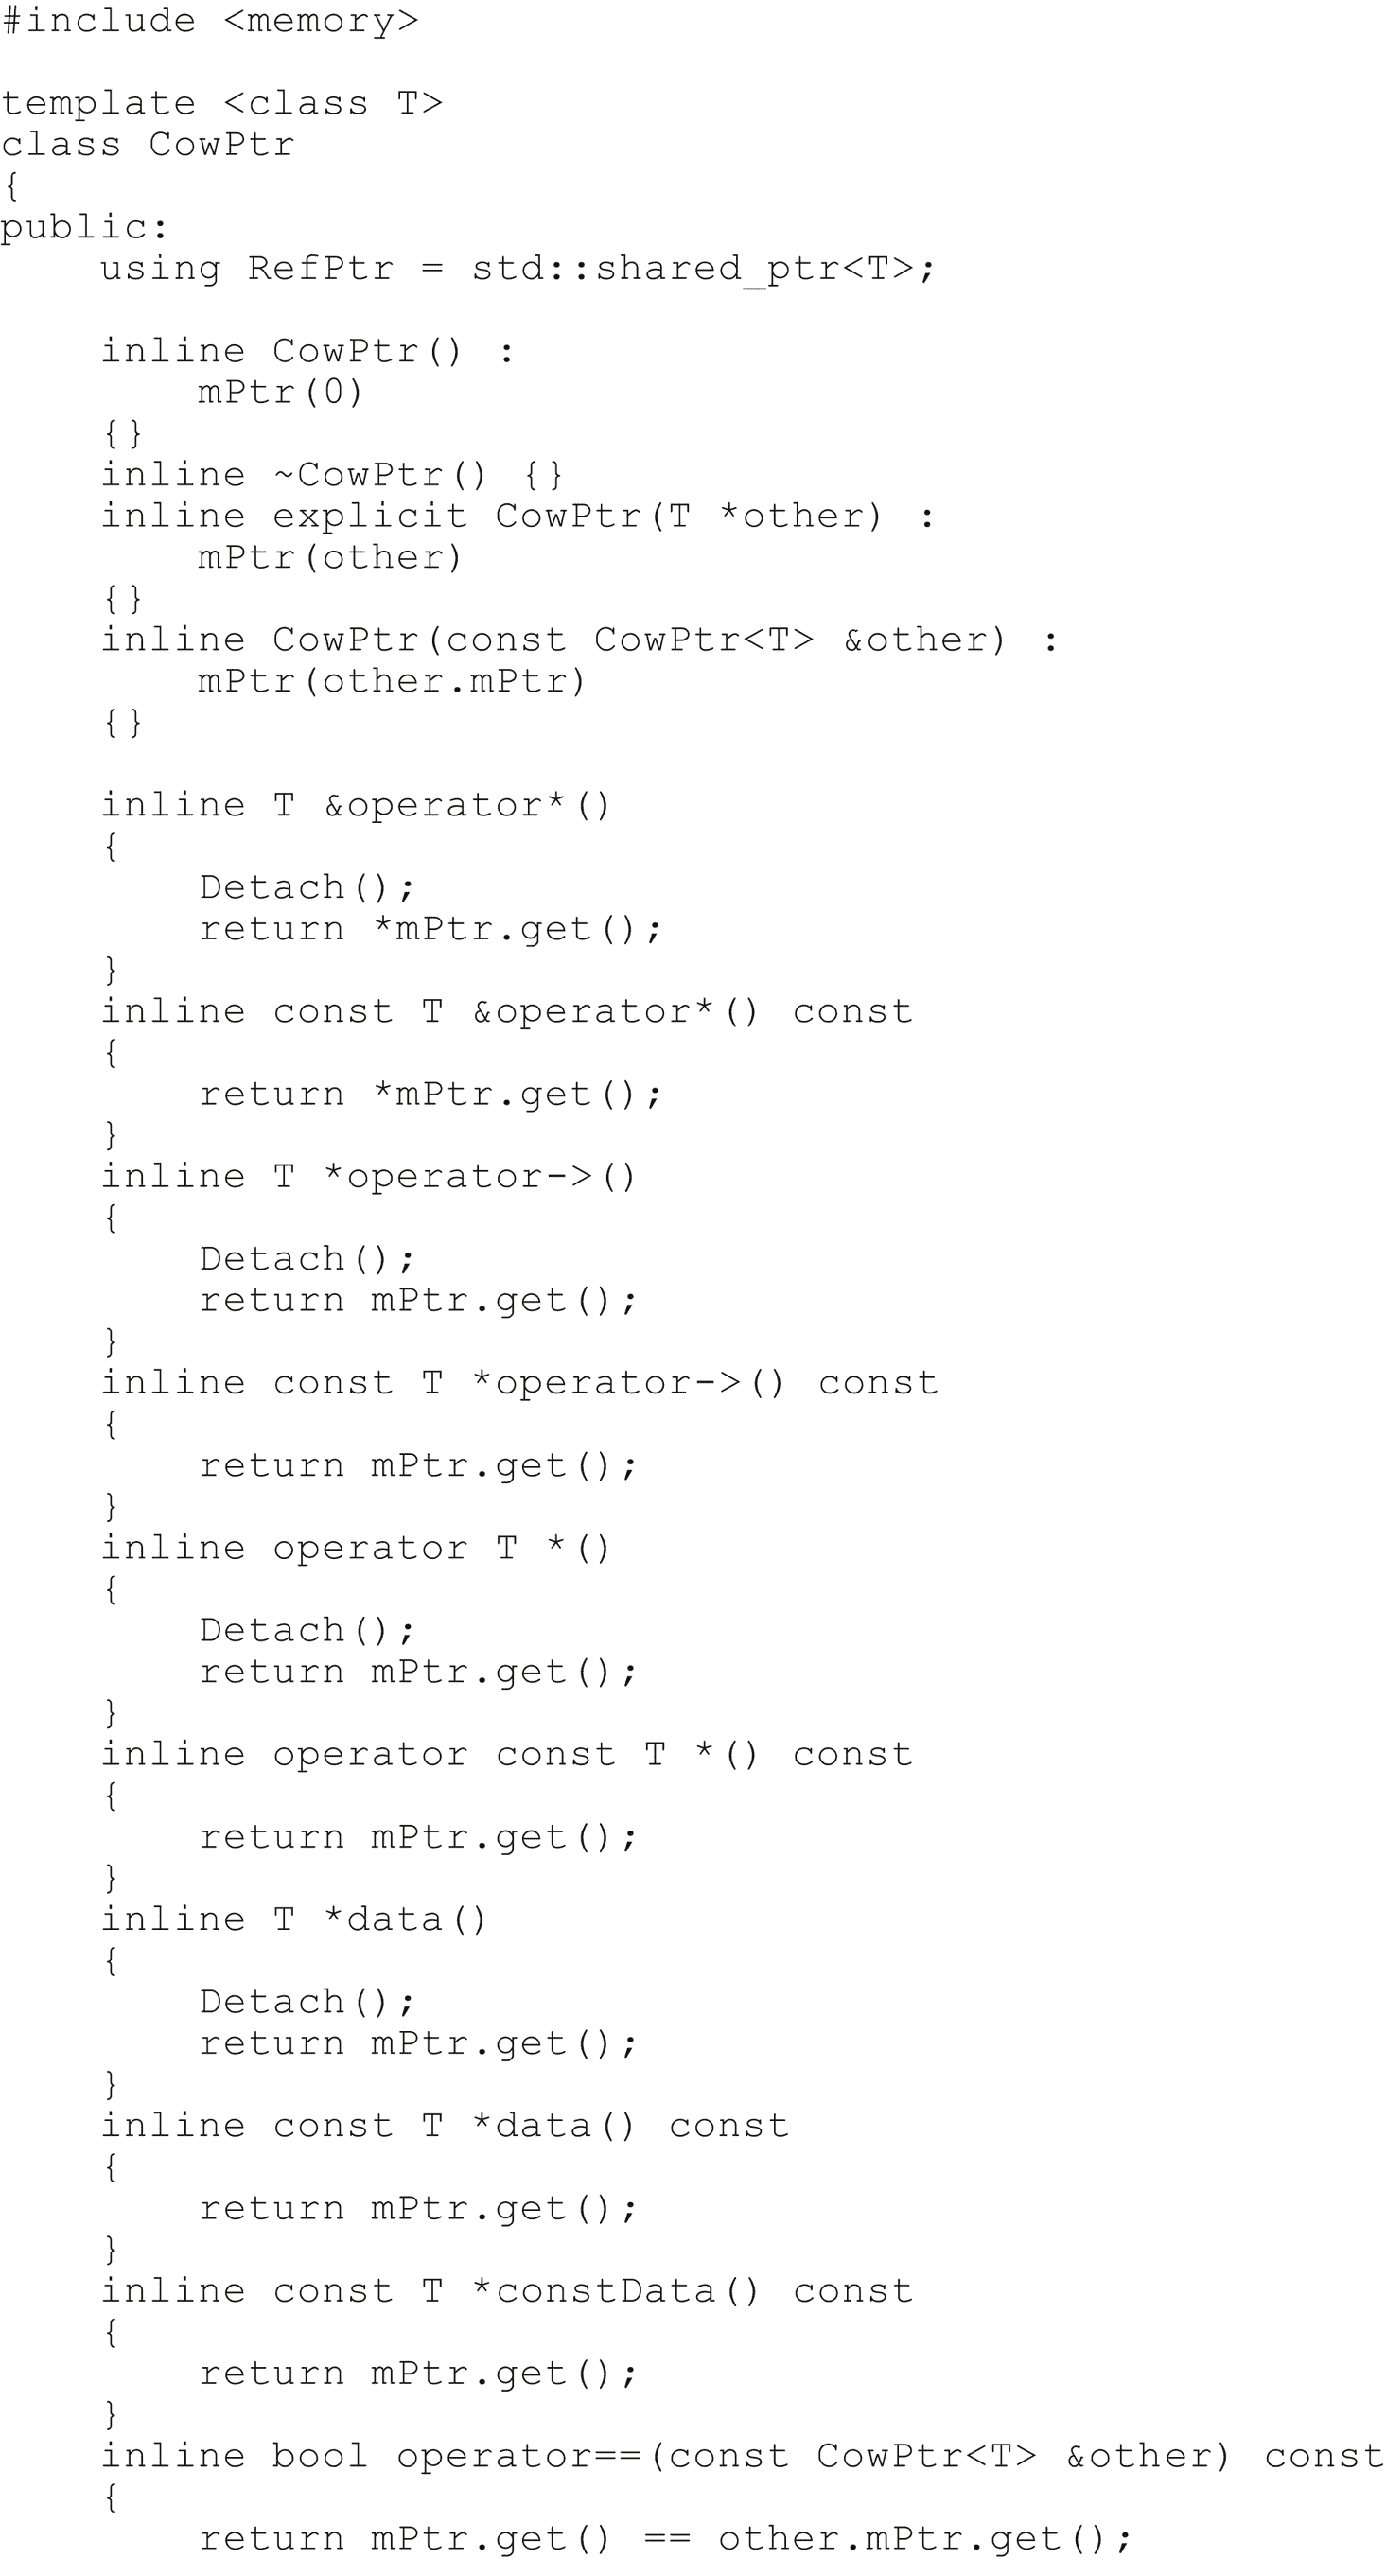 #include <memory>
template <class T>
class CowPtr
{
public:
using RefPtr = std::shared_ptr<T>;
inline CowPtr() :
mPtr(0)
{}
inline ~CowPtr() {}
inline explicit CowPtr(T *other) :
mPtr(other)
{}
inline CowPtr(const CowPtr<T> &other) :
mPtr(other.mPtr)
{}
inline T &operator*()
{
Detach();
return *mPtr.get();
}
inline const T &operator*() const
{
return *mPtr.get();
}
inline T *operator->()
{
Detach();
return mPtr.get();
}
inline const T *operator->() const
{
return mPtr.get();
}
inline operator T *()
{
Detach();
return mPtr.get();
}
inline operator const T *() const
{
return mPtr.get();
}
inline T *data()
{
Detach();
return mPtr.get();
}
inline const T *data() const
{
return mPtr.get();
}
inline const T *constData() const
{
return mPtr.get();
}
inline bool operator==(const CowPtr<T> &other) const
{
return mPtr.get() == other.mPtr.get();